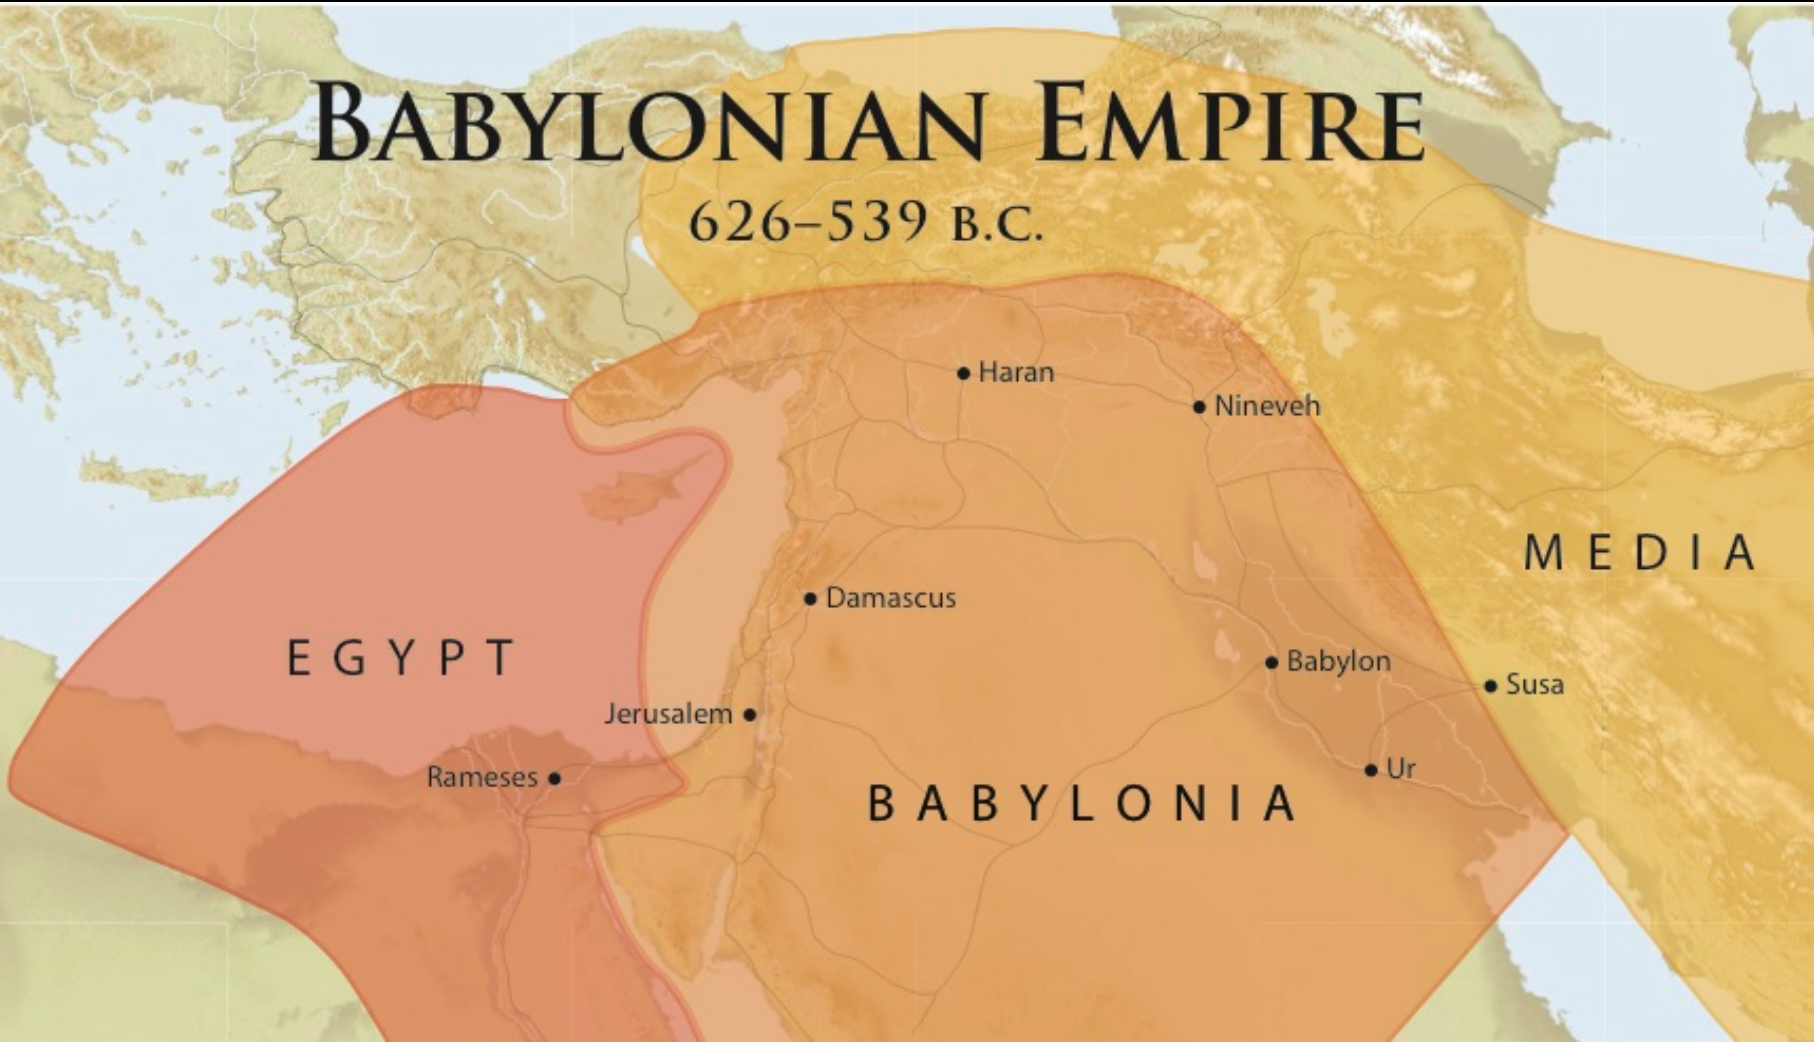 BABYLONIAN EMPIRE
626–539 B.C.
Haran
Nineveh
MEDIA
Damascus
EGYPT
Babylon
Susa
Jerusalem
Ur
Rameses
BABYLONIA